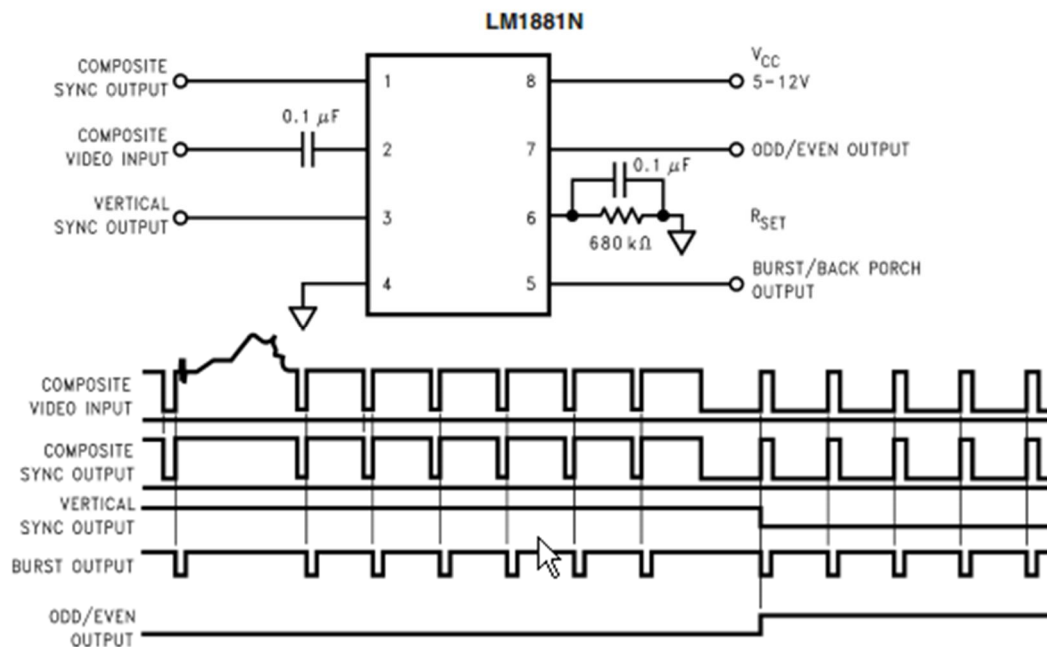 LM1881N
COMPOSITE
SYNC OUTPUT
1
8
V_CC
5-12V
0.1 μF
COMPOSITE
VIDEO INPUT
2
7
ODD/EVEN OUTPUT
0.1 μF
VERTICAL
SYNC OUTPUT
3
6
680 kΩ
R_SET
4
5
BURST/BACK PORCH
OUTPUT
COMPOSITE
VIDEO INPUT
COMPOSITE
SYNC OUTPUT
VERTICAL
SYNC OUTPUT
BURST OUTPUT
ODD/EVEN
OUTPUT